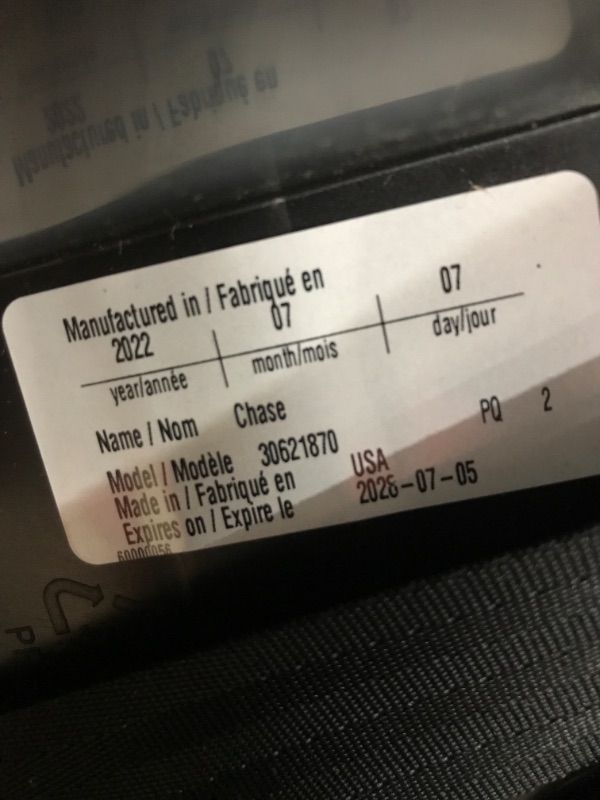 Manufactured in / Fabriqué en
2022 07 07
year/année month/mois day/jour
Name / Nom Chase PQ 2
Model / Modèle 30621870
Made in / Fabriqué en USA
Expires on / Expire le 2028-07-05
60000056